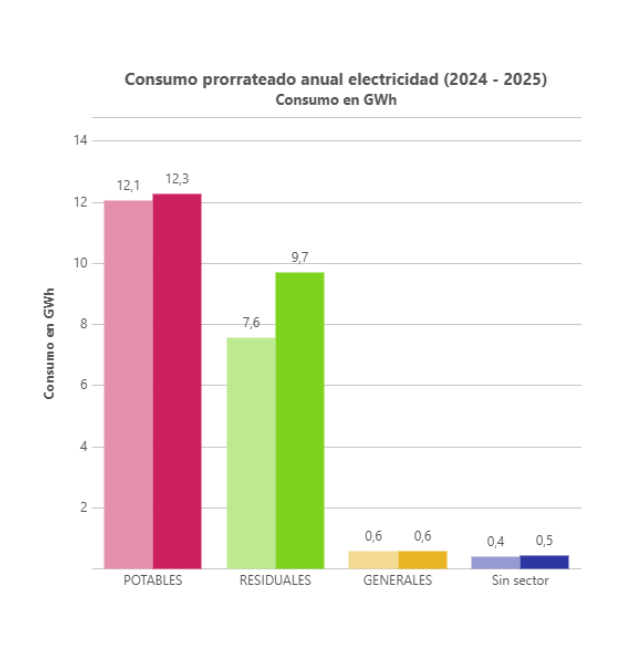 Consumo prorrateado anual electricidad (2024 - 2025)
Consumo en GWh
Consumo en GWh
14
12
10
8
6
4
2
12,1
12,3
7,6
9,7
0,6
0,6
0,4
0,5
POTABLES
RESIDUALES
GENERALES
Sin sector